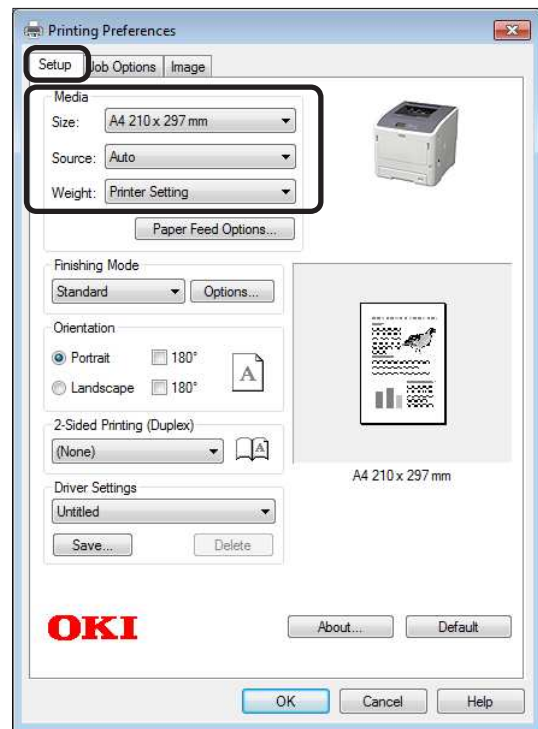 Printing Preferences
Setup Job Options Image
Media
Size: A4 210 x 297 mm
Source: Auto
Weight: Printer Setting
Paper Feed Options...
Finishing Mode
Standard Options...
Orientation
Portrait 180°
Landscape 180°
A
2-Sided Printing (Duplex)
(None)
A
A4 210 x 297 mm
Driver Settings
Untitled
Save... Delete
OKI
About... Default
OK Cancel Help